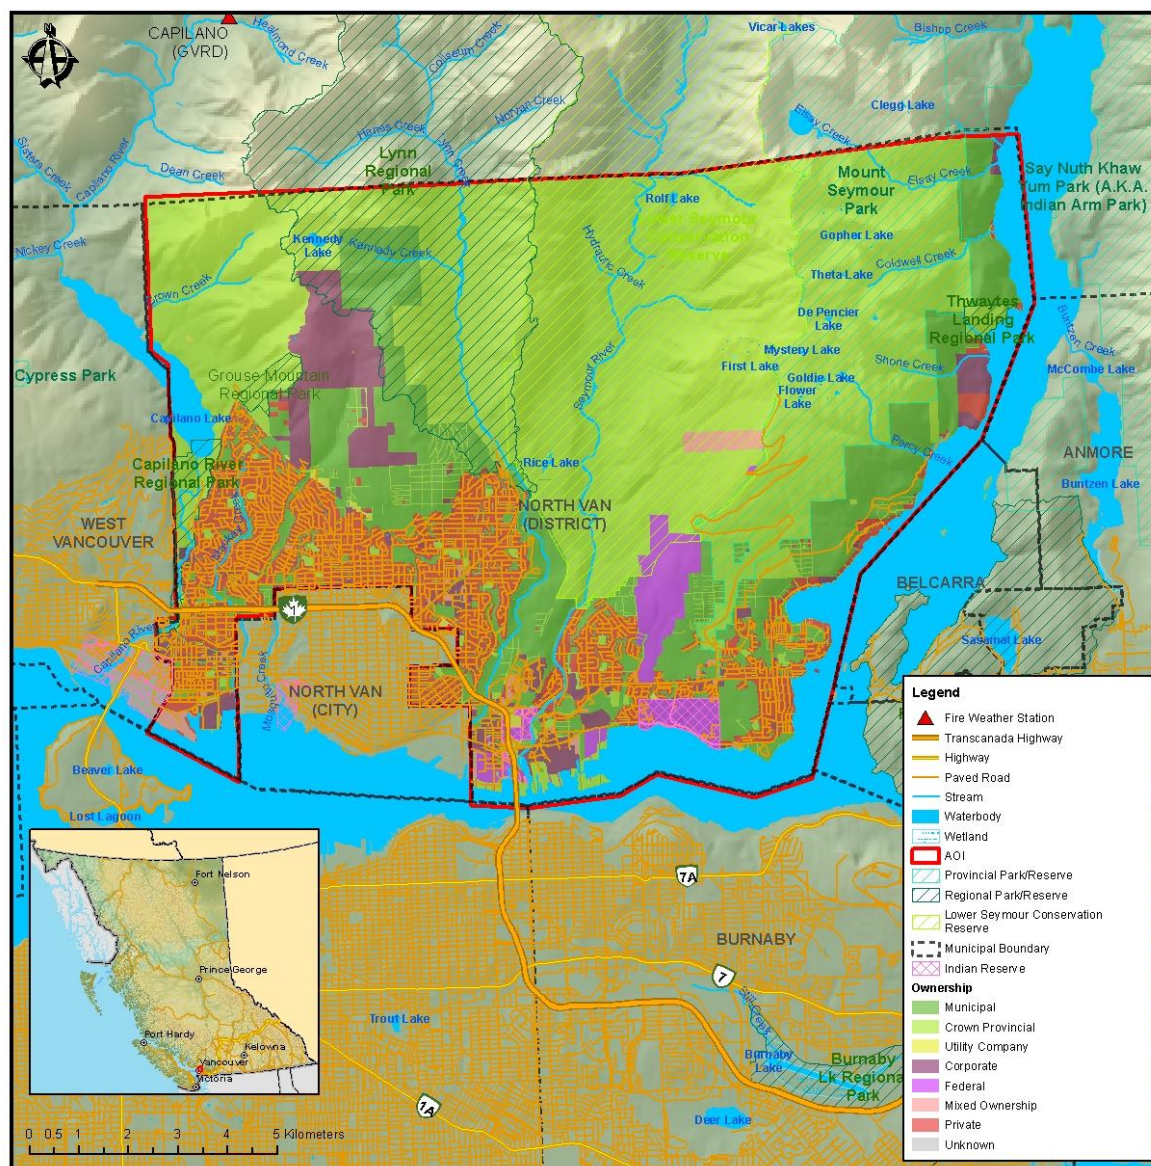 CAPILANO
(GVRD)
Healmond Creek
Coliseum Creek
Norvan Creek
Hanes Creek
Lynn Creek
Sisters Creek
Capilano River
Dean Creek
Lynn
Regional
Park
Vicar Lakes
Bishop Creek
Clegg Lake
Elsay Creek
Mount
Seymour
Park
Elsay Creek
Say Nuth Khaw
Yum Park (A.K.A.
Indian Arm Park)
Nickey Creek
Kennedy
Lake
Kennedy Creek
Crown Creek
Rolf Lake
Hydraulic Creek
Lower Seymour
Conservation
Reserve
Gopher Lake
Coldwell Creek
Theta Lake
Thwaytes
Landing
Regional Park
De Pencier
Lake
Mystery Lake
First Lake
Goldie Lake
Flower
Lake
Shone Creek
Buntzen Creek
McCombe Lake
Cypress Park
Grouse Mountain
Regional Park
Capilano Lake
Seymour River
Percy Creek
Capilano River
Regional Park
Rice Lake
ANMORE
Buntzen Lake
WEST
VANCOUVER
Mackay Creek
NORTH VAN
(DISTRICT)
BELCARRA
Sasamat Lake
1
Capilano River
Mosquito Creek
NORTH VAN
(CITY)
Beaver Lake
Lost Lagoon
7A
BURNABY
7
Still Creek
Trout Lake
Burnaby
Lake
Burnaby
Lk Regional
Park
1A
Deer Lake
Fort Nelson
Prince George
Port Hardy
Kelowna
Vancouver
Victoria
0 0.5 1 2 3 4 5 Kilometers
Legend
Fire Weather Station
Transcanada Highway
Highway
Paved Road
Stream
Waterbody
Wetland
AOI
Provincial Park/Reserve
Regional Park/Reserve
Lower Seymour Conservation
Reserve
Municipal Boundary
Indian Reserve
Ownership
Municipal
Crown Provincial
Utility Company
Corporate
Federal
Mixed Ownership
Private
Unknown